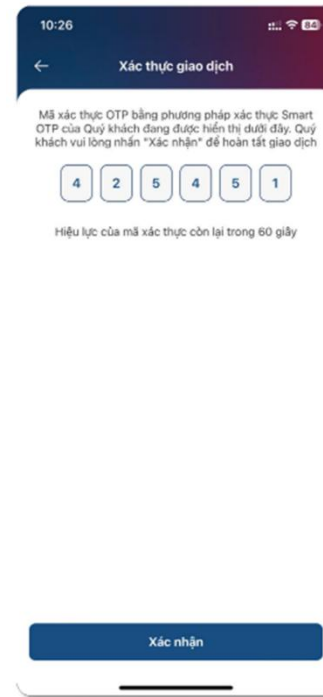 10:26
84
Xác thực giao dịch
Mã xác thực OTP bằng phương pháp xác thực Smart
OTP của Quý khách đang được hiển thị dưới đây. Quý
khách vui lòng nhấn "Xác nhận" để hoàn tất giao dịch
4 2 5 4 5 1
Hiệu lực của mã xác thực còn lại trong 60 giây
Xác nhận